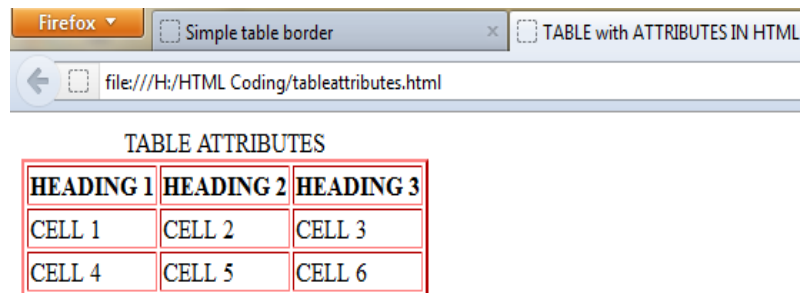 Firefox
Simple table border
TABLE with ATTRIBUTES IN HTML
file:///H:/HTML Coding/tableattributes.html
TABLE ATTRIBUTES
HEADING 1 HEADING 2 HEADING 3
CELL 1 CELL 2 CELL 3
CELL 4 CELL 5 CELL 6